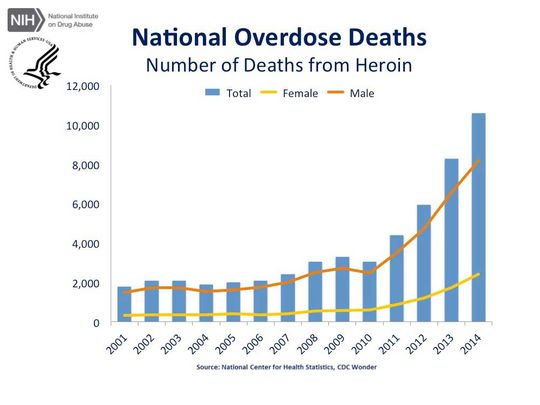 NIH
National Institute
on Drug Abuse
National Overdose Deaths
Number of Deaths from Heroin
Total Female Male
12,000
10,000
8,000
6,000
4,000
2,000
0
2001 2002 2003 2004 2005 2006 2007 2008 2009 2010 2011 2012 2013 2014
Source: National Center for Health Statistics, CDC Wonder